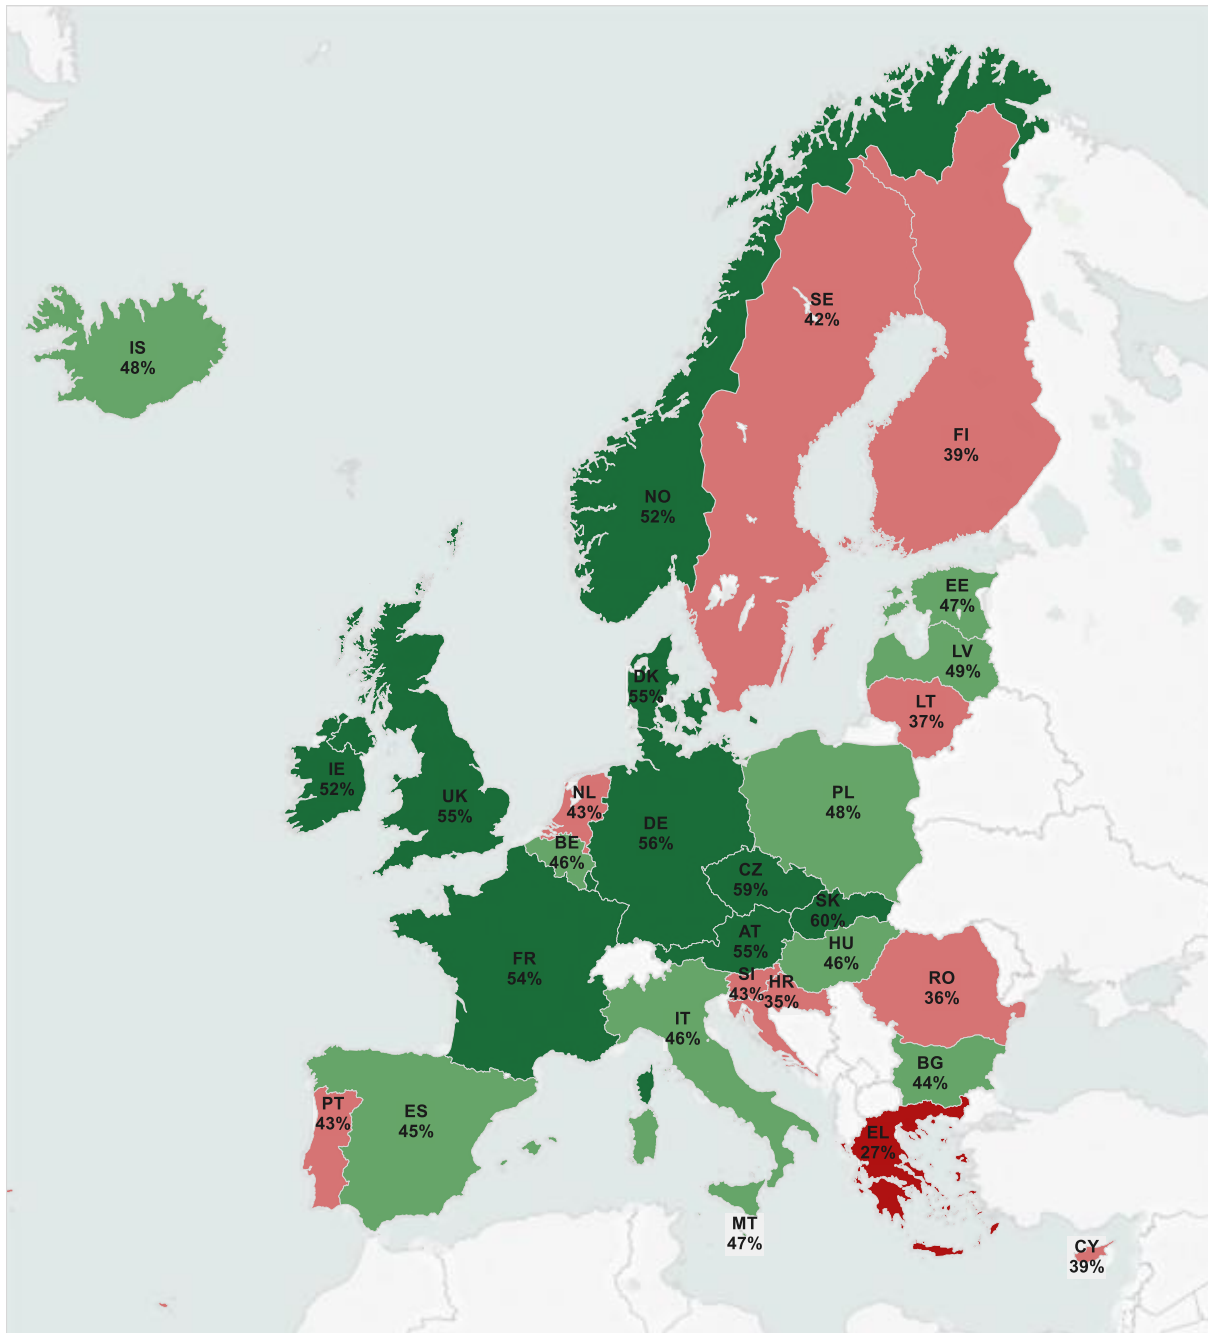 SE
42%
IS
48%
FI
39%
NO
52%
EE
47%
LV
49%
DK
55%
LT
37%
IE
52%
UK
55%
NL
43%
PL
48%
DE
56%
BE
46%
CZ
59%
SK
60%
AT
55%
HU
46%
FR
54%
SI
43%
HR
35%
RO
36%
IT
46%
BG
44%
PT
43%
ES
45%
EL
27%
MT
47%
CY
39%